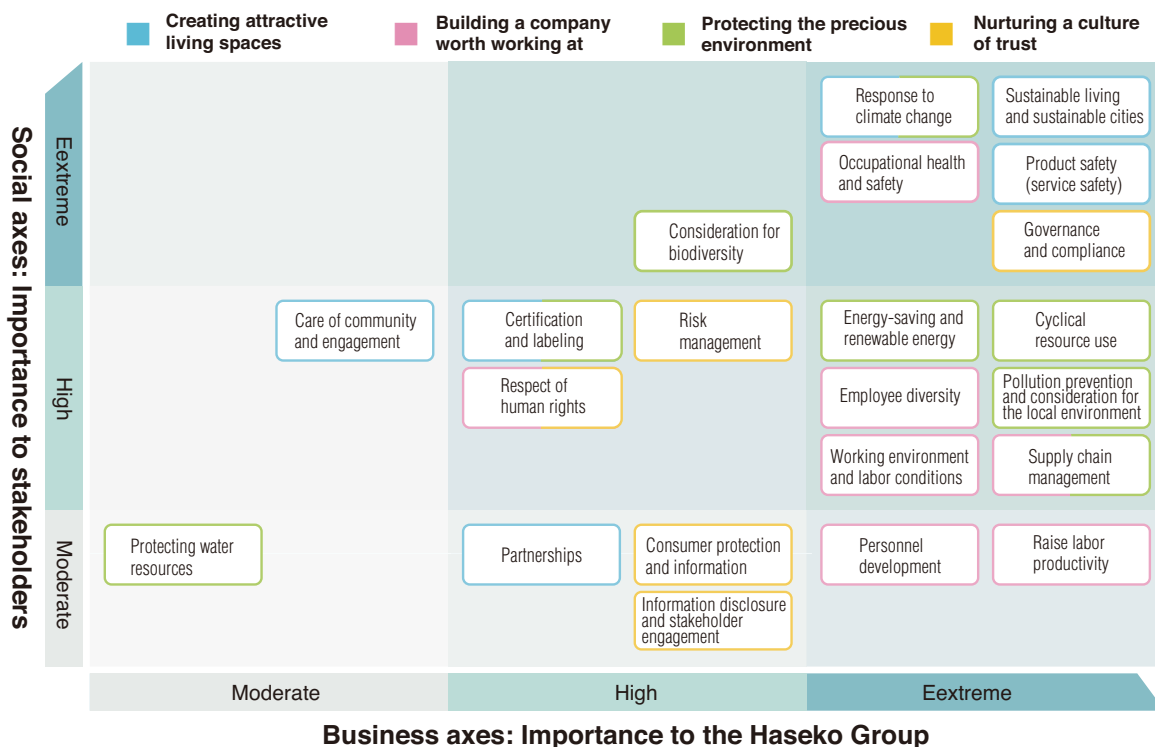 Creating attractive
living spaces
Building a company
worth working at
Protecting the precious
environment
Nurturing a culture
of trust
Social axes: Importance to stakeholders
Eextreme
High
Moderate
Response to
climate change
Sustainable living
and sustainable cities
Occupational health
and safety
Product safety
(service safety)
Consideration for
biodiversity
Governance
and compliance
Care of community
and engagement
Certification
and labeling
Risk
management
Energy-saving and
renewable energy
Cyclical
resource use
Respect of
human rights
Employee diversity
Pollution prevention
and consideration for
the local environment
Working environment
and labor conditions
Supply chain
management
Protecting water
resources
Partnerships
Consumer protection
and information
Personnel
development
Raise labor
productivity
Information disclosure
and stakeholder
engagement
Moderate
High
Eextreme
Business axes: Importance to the Haseko Group